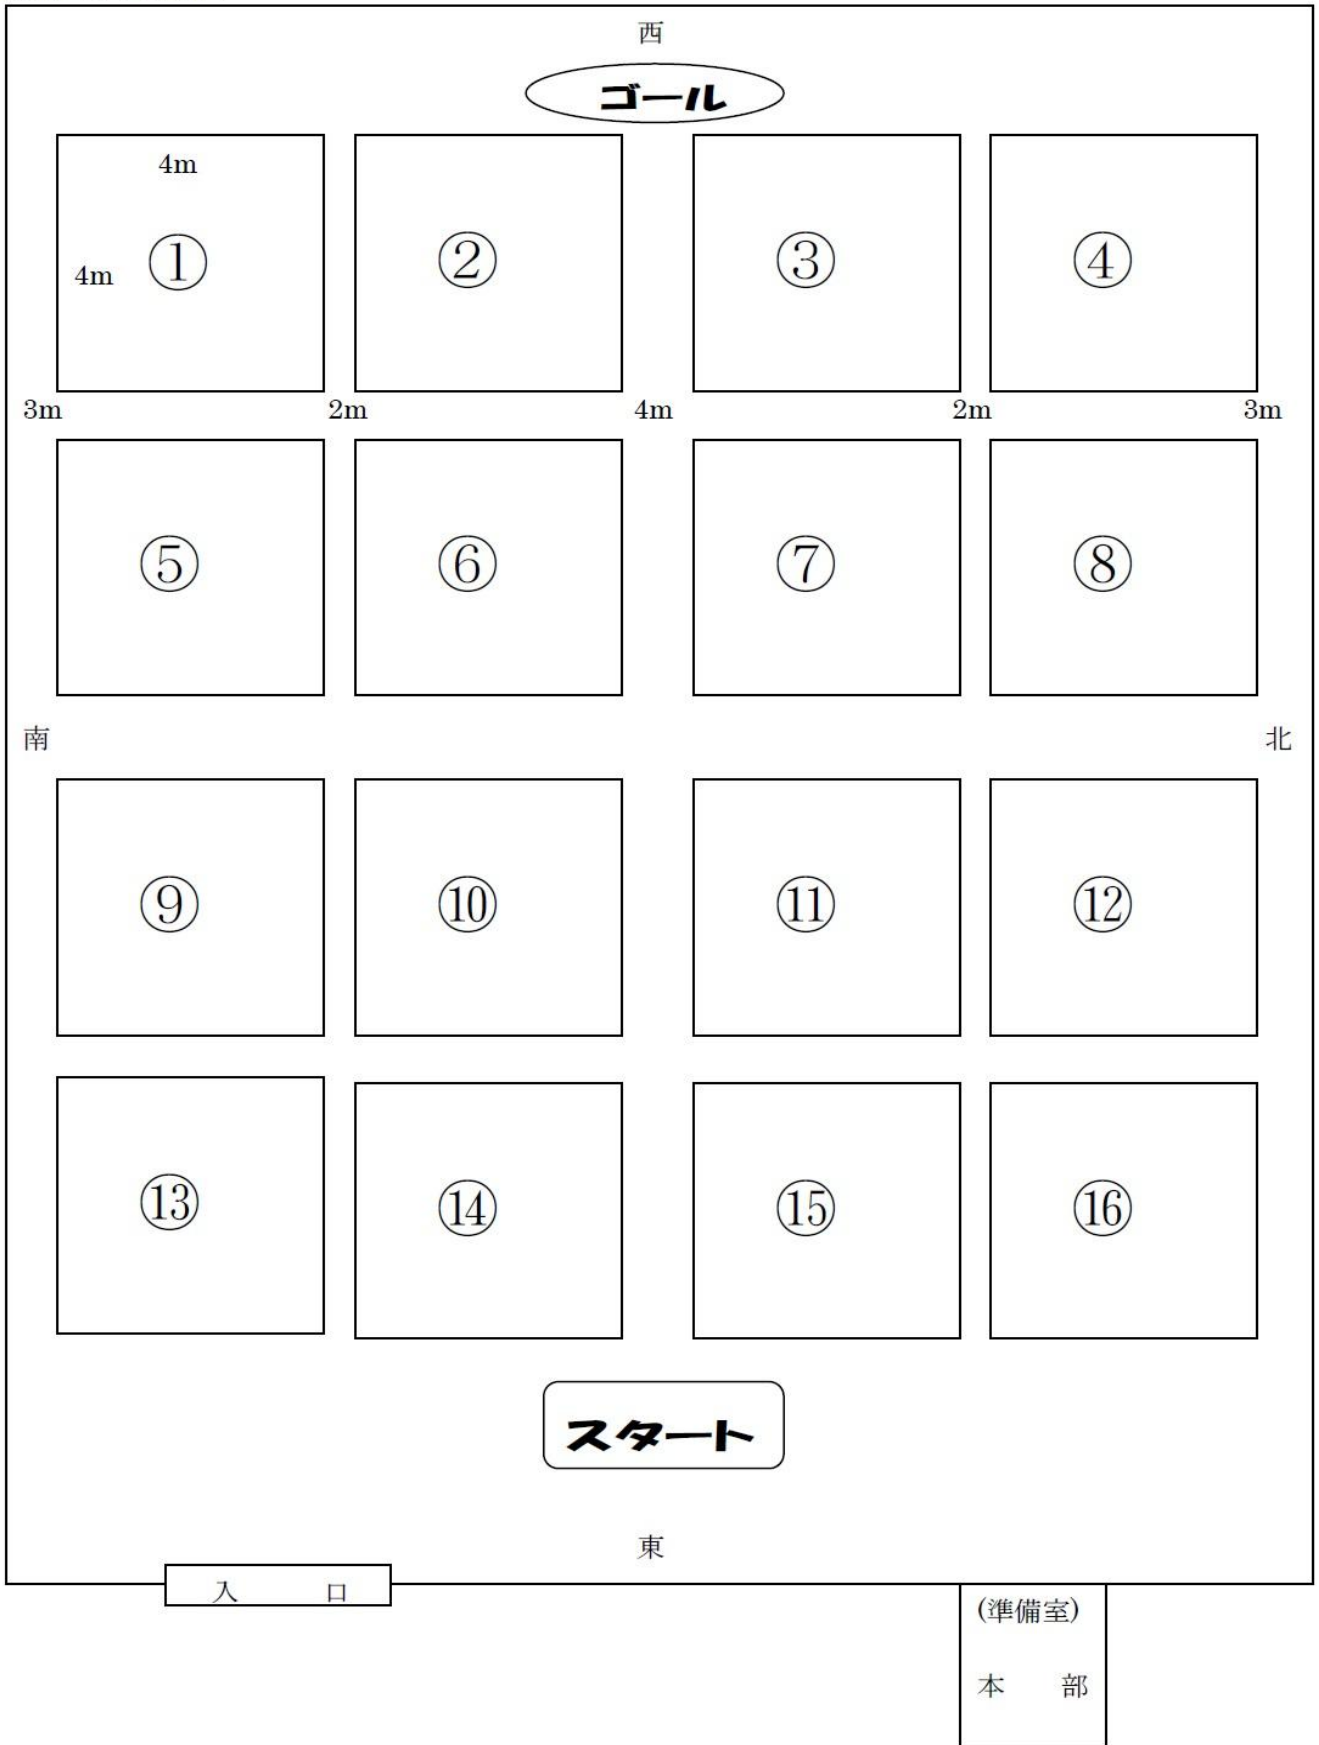 西
ゴール
4m
4m
①
②
③
④
3m
2m
4m
2m
3m
⑤
⑥
⑦
⑧
南
北
⑨
⑩
⑪
⑫
⑬
⑭
⑮
⑯
スタート
東
入 口
(準備室)
本 部